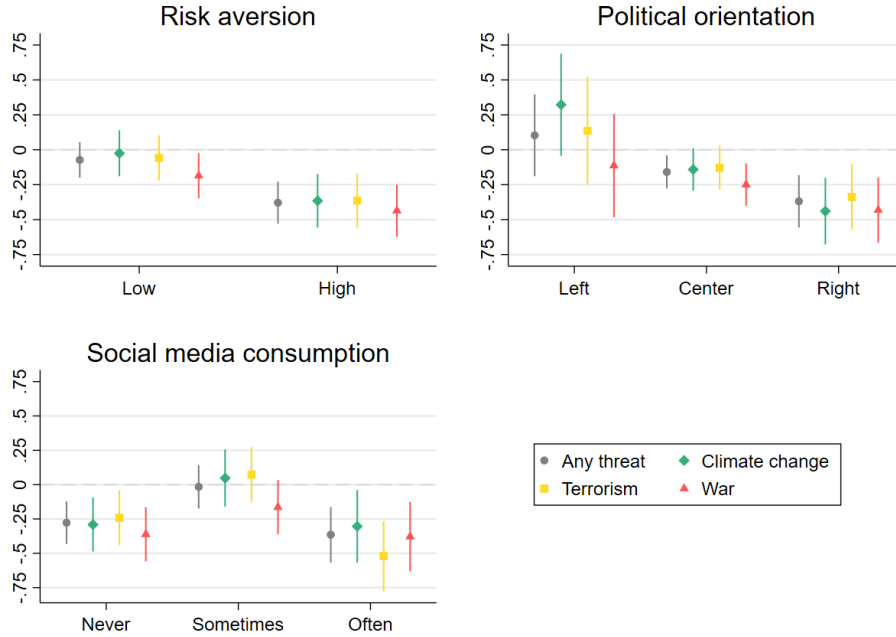 Risk aversion
.75
.5
.25
0
-.25
-.5
-.75
Low High
Political orientation
.75
.5
.25
0
-.25
-.5
-.75
Left Center Right
Social media consumption
.75
.5
.25
0
-.25
-.5
-.75
Never Sometimes Often
Any threat Climate change
Terrorism War